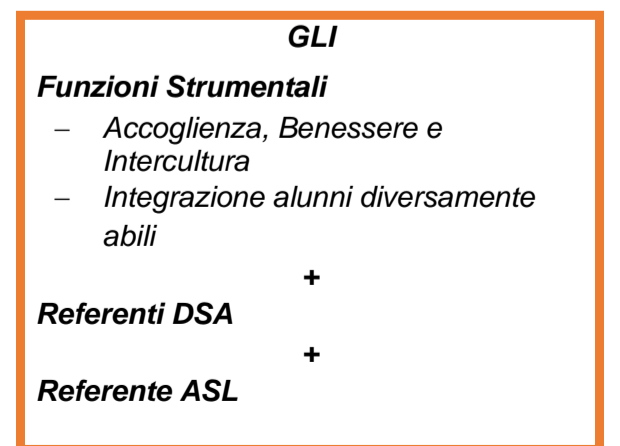 GLI
Funzioni Strumentali
– Accoglienza, Benessere e
Intercultura
– Integrazione alunni diversamente
abili
+
Referenti DSA
+
Referente ASL